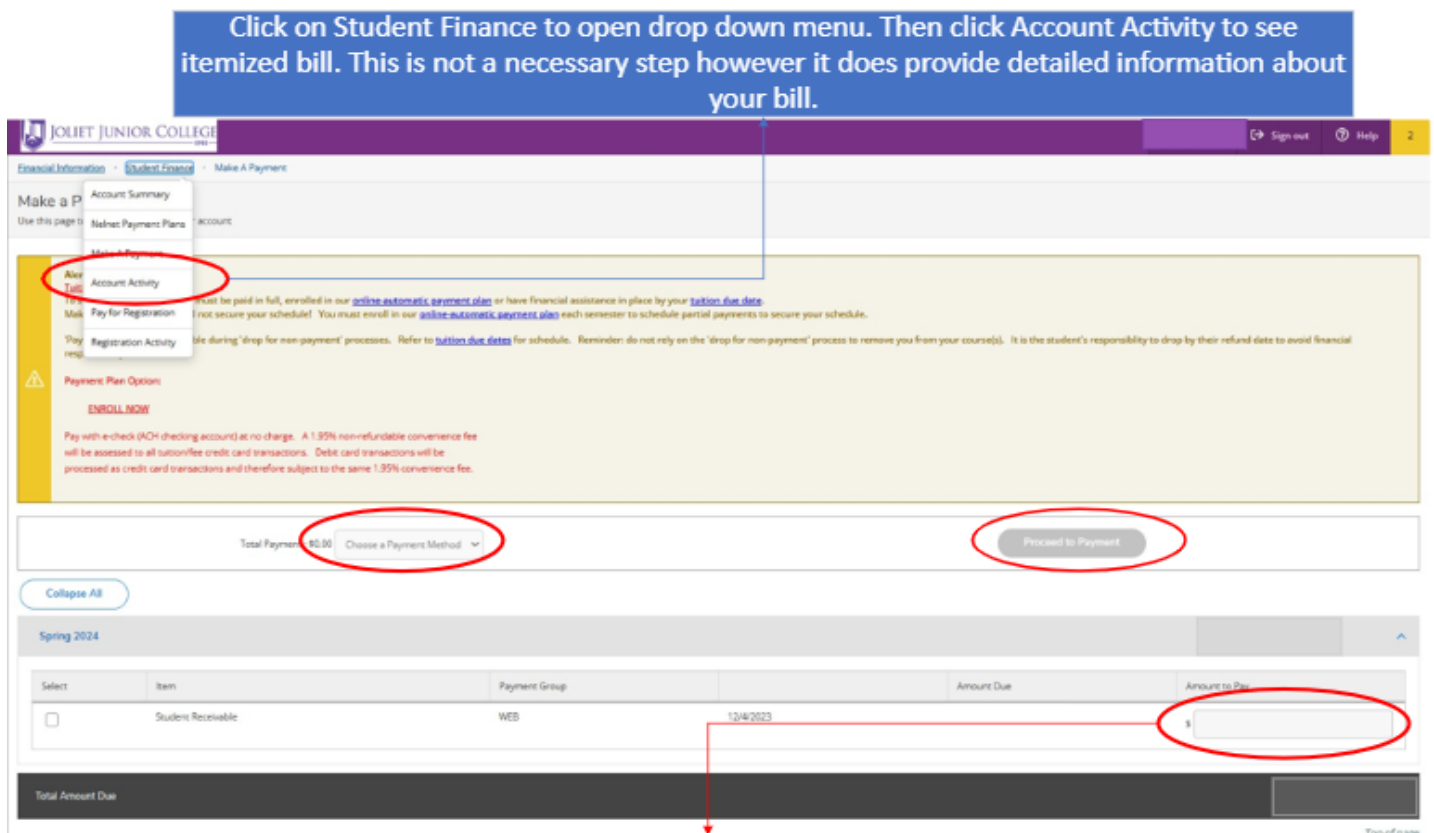 Click on Student Finance to open drop down menu. Then click Account Activity to see
itemized bill. This is not a necessary step however it does provide detailed information about
your bill.
JOLIET JUNIOR COLLEGE
Sign out Help 2
Financial Information Student Finance Make A Payment
Make a P
Use this page account
Account Summary
Nelnet Payment Plans
Make A Payment
Account Activity
Pay for Registration
Registration Activity
must be paid in full, enrolled in our online automatic payment plan or have financial assistance in place by your tuition due date.
not secure your schedule! You must enroll in our online automatic payment plan each semester to schedule partial payments to secure your schedule.
'Pay ble during 'drop for non-payment' processes. Refer to tuition due dates for schedule. Reminder: do not rely on the 'drop for non-payment' process to remove you from your course(s). It is the student's responsiblity to drop by their refund date to avoid financial
resp
Payment Plan Option:
ENROLL NOW
Pay with e-check (ACH checking account) at no charge. A 1.95% non-refundable convenience fee
will be assessed to all tuition/fee credit card transactions. Debit card transactions will be
processed as credit card transactions and therefore subject to the same 1.95% convenience fee.
Total Payment $0.00 Choose a Payment Method Proceed to Payment
Collapse All
Spring 2024
Select Item Payment Group Amount Due Amount to Pay
Student Receivable WEB 12/4/2023 $
Total Amount Due